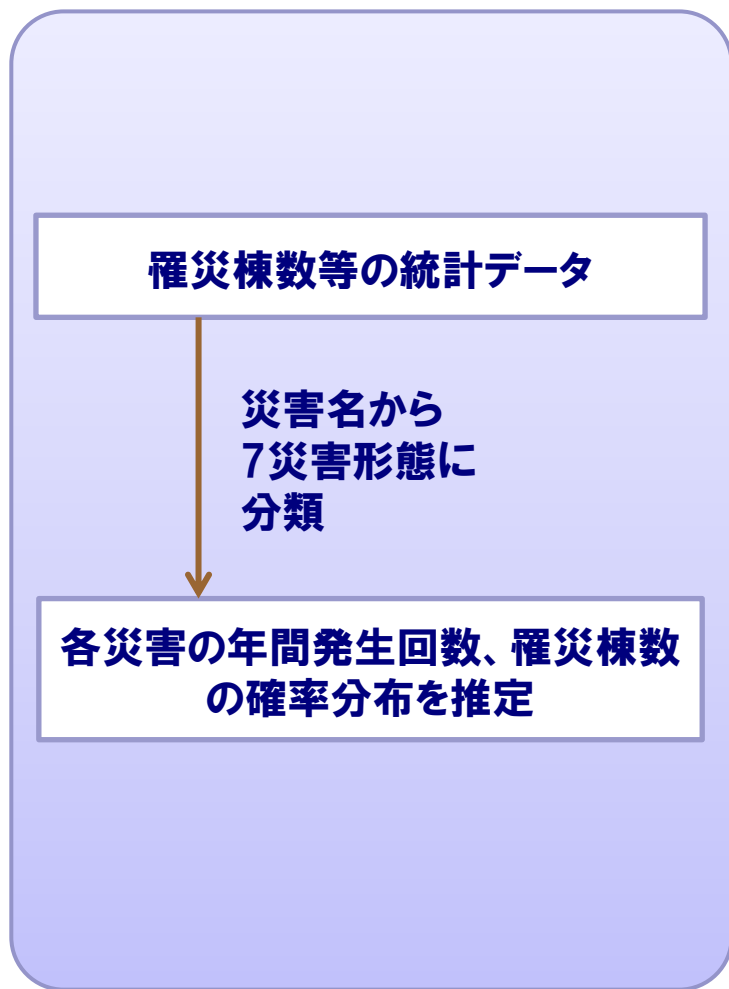 罹災棟数等の統計データ
災害名から
7災害形態に
分類
各災害の年間発生回数、罹災棟数
の確率分布を推定